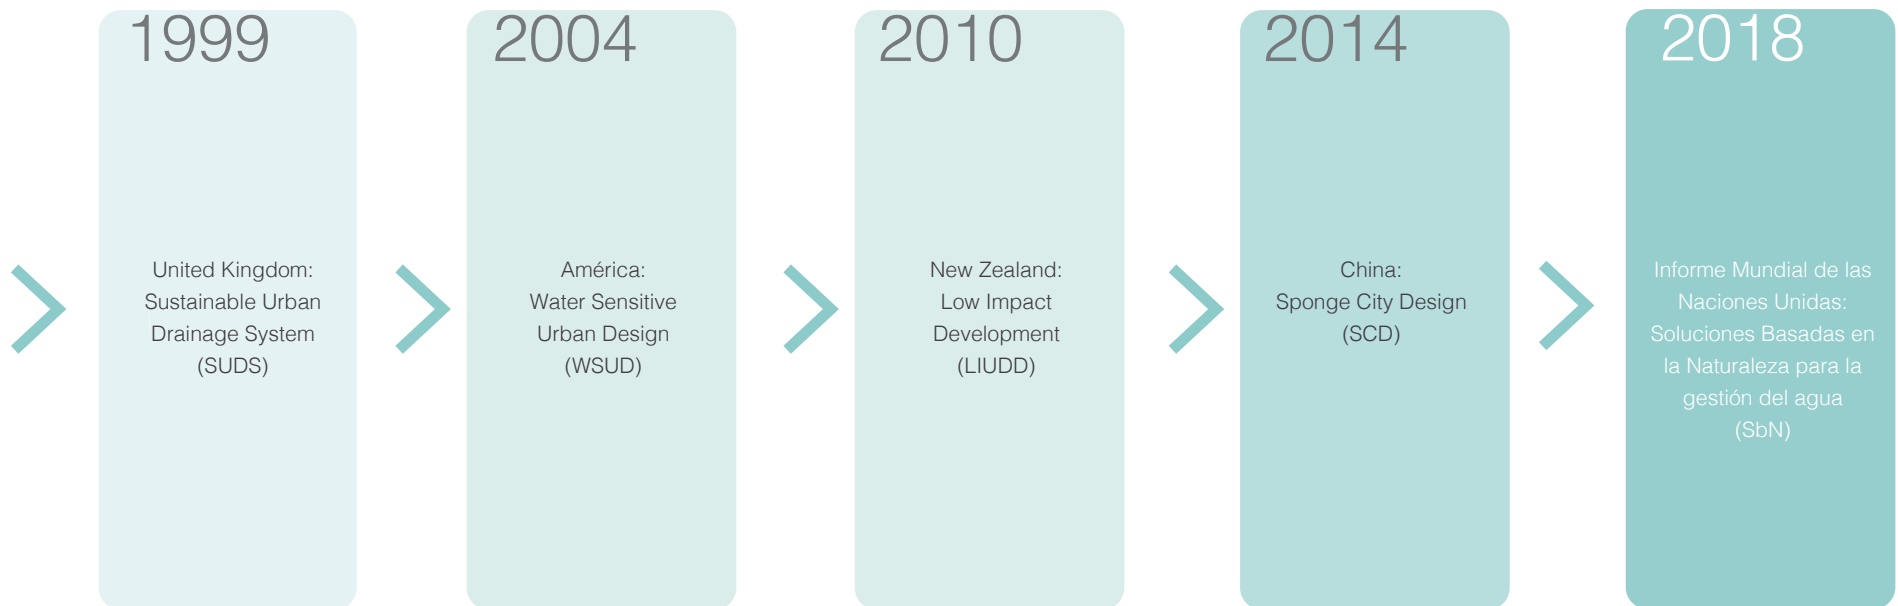 1999
United Kingdom:
Sustainable Urban
Drainage System
(SUDS)
2004
América:
Water Sensitive
Urban Design
(WSUD)
2010
New Zealand:
Low Impact
Development
(LIUDD)
2014
China:
Sponge City Design
(SCD)
2018
Informe Mundial de las
Naciones Unidas:
Soluciones Basadas en
la Naturaleza para la
gestión del agua
(SbN)